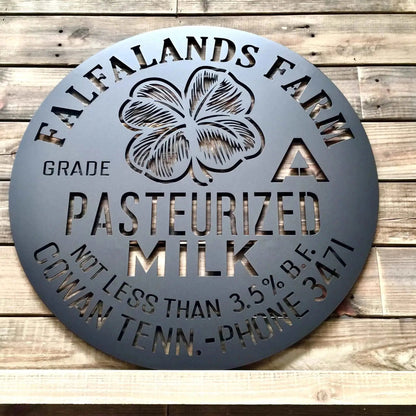 FALFALANDS FARM
GRADE A
PASTEURIZED
MILK
NOT LESS THAN 3.5% B.F.
COWAN TENN.-PHONE 3471